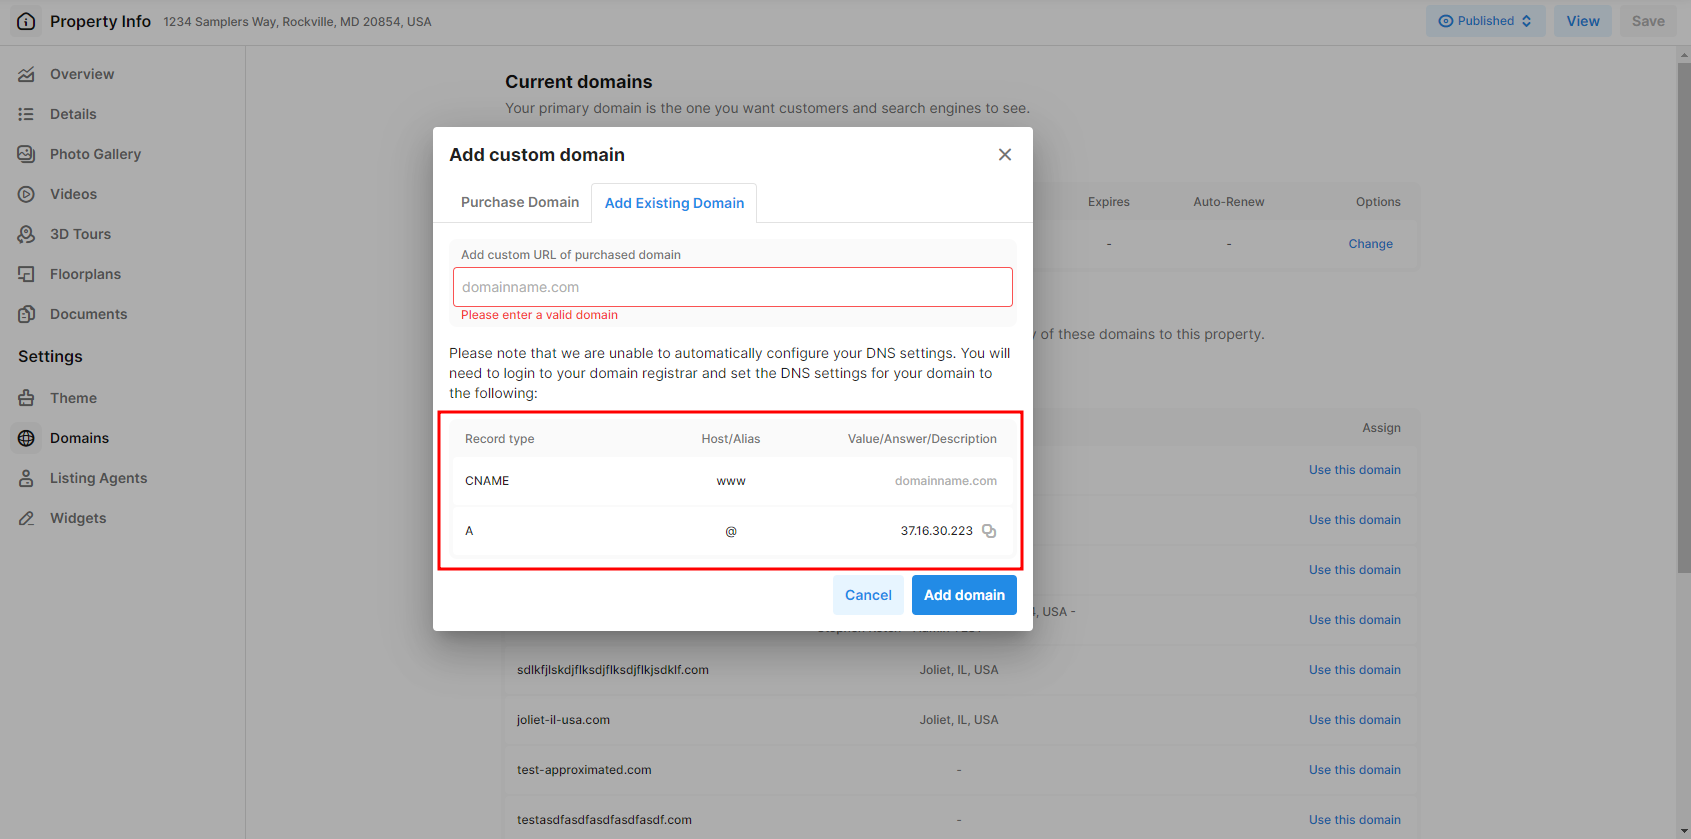 Property Info 1234 Samplers Way, Rockville, MD 20854, USA
Published View Save
Overview
Details
Photo Gallery
Videos
3D Tours
Floorplans
Documents
Settings
Theme
Domains
Listing Agents
Widgets
Current domains
Your primary domain is the one you want customers and search engines to see.
Expires Auto-Renew Options
- - Change
of these domains to this property.
Add custom domain
Purchase Domain Add Existing Domain
Add custom URL of purchased domain
domainname.com
Please enter a valid domain
Please note that we are unable to automatically configure your DNS settings. You will
need to login to your domain registrar and set the DNS settings for your domain to
the following:
Record type Host/Alias Value/Answer/Description
CNAME www domainname.com
A @ 37.16.30.223
Cancel Add domain
Assign
Use this domain
Use this domain
Use this domain
, USA - Use this domain
sdlkfjlskdjflksdjflksdjflkjsdklf.com Joliet, IL, USA Use this domain
joliet-il-usa.com Joliet, IL, USA Use this domain
test-approximated.com - Use this domain
testasdfasdfasdfasdfasdf.com - Use this domain